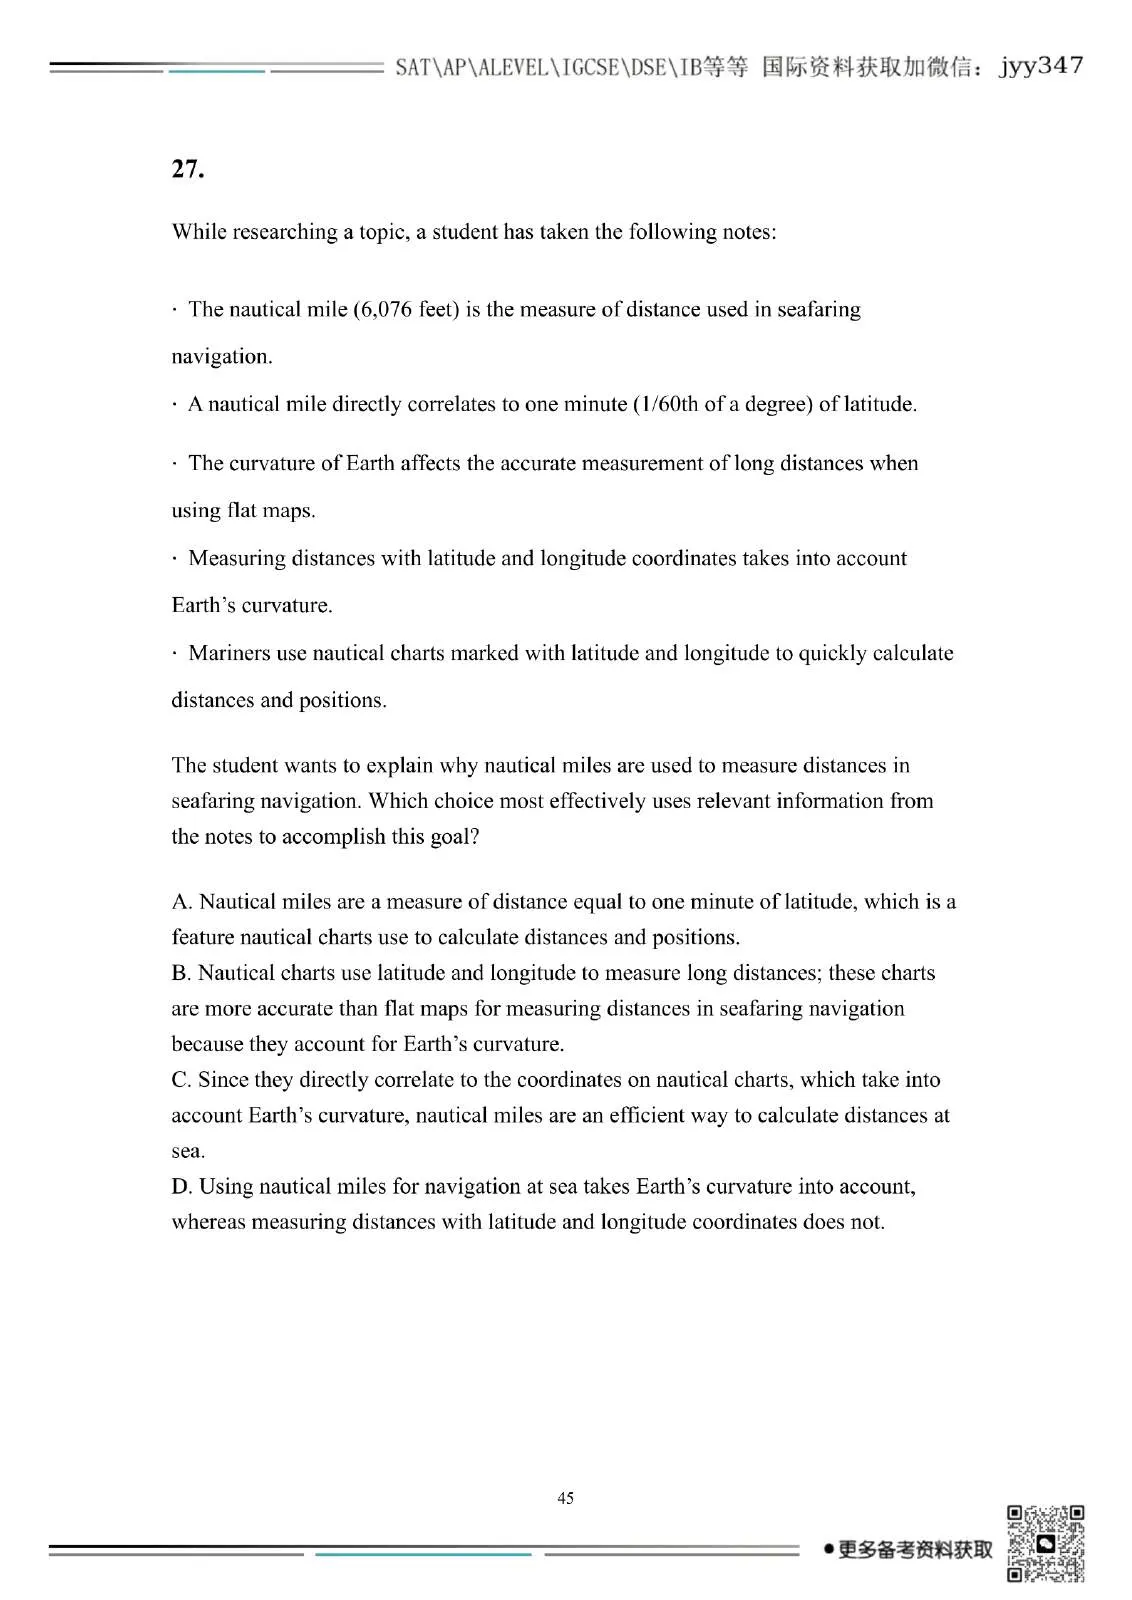 SAT\AP\ALEVEL\IGCSE\DSE\IB等等 国际资料获取加微信：jyy347
27.
While researching a topic, a student has taken the following notes:
· The nautical mile (6,076 feet) is the measure of distance used in seafaring
navigation.
· A nautical mile directly correlates to one minute (1/60th of a degree) of latitude.
· The curvature of Earth affects the accurate measurement of long distances when
using flat maps.
· Measuring distances with latitude and longitude coordinates takes into account
Earth’s curvature.
· Mariners use nautical charts marked with latitude and longitude to quickly calculate
distances and positions.
The student wants to explain why nautical miles are used to measure distances in
seafaring navigation. Which choice most effectively uses relevant information from
the notes to accomplish this goal?
A. Nautical miles are a measure of distance equal to one minute of latitude, which is a
feature nautical charts use to calculate distances and positions.
B. Nautical charts use latitude and longitude to measure long distances; these charts
are more accurate than flat maps for measuring distances in seafaring navigation
because they account for Earth’s curvature.
C. Since they directly correlate to the coordinates on nautical charts, which take into
account Earth’s curvature, nautical miles are an efficient way to calculate distances at
sea.
D. Using nautical miles for navigation at sea takes Earth’s curvature into account,
whereas measuring distances with latitude and longitude coordinates does not.
45
●更多备考资料获取